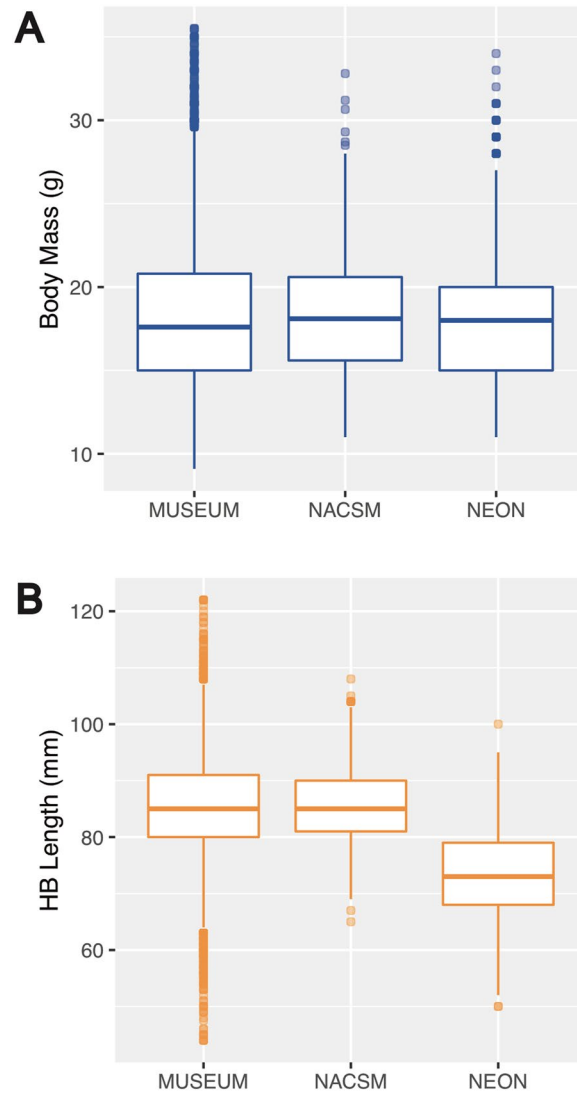 A
Body Mass (g)
30
20
10
MUSEUM NACSM NEON
B
HB Length (mm)
120
100
80
60
MUSEUM NACSM NEON